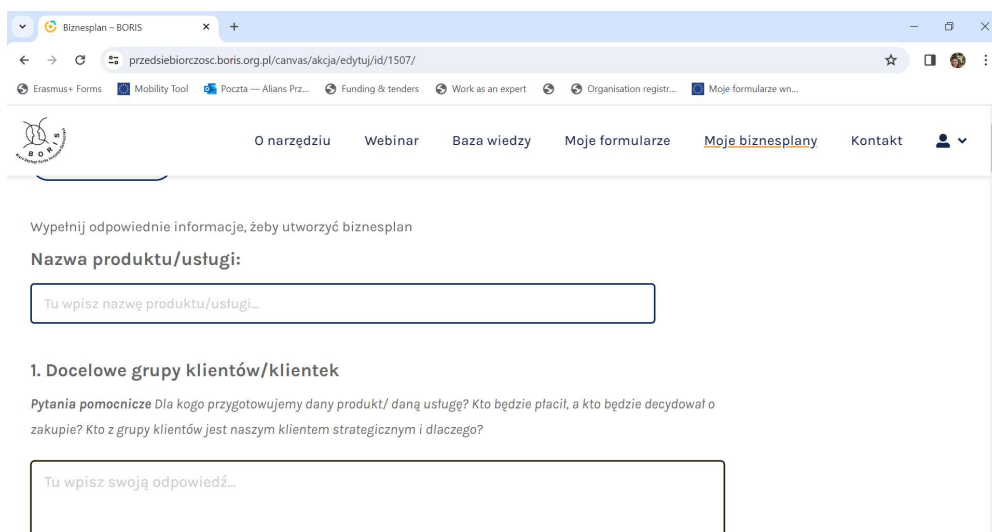 Biznesplan – BORIS
przedsiebiorczosc.boris.org.pl/canvas/akcja/edytuj/id/1507/
Erasmus+ Forms Mobility Tool Poczta — Alians Prz... Funding & tenders Work as an expert Organisation registr... Moje formularze wn...
BORIS
O narzędziu Webinar Baza wiedzy Moje formularze Moje biznesplany Kontakt
Wypełnij odpowiednie informacje, żeby utworzyć biznesplan
Nazwa produktu/usługi:
Tu wpisz nazwę produktu/usługi...
1. Docelowe grupy klientów/klientek
Pytania pomocnicze Dla kogo przygotowujemy dany produkt/ daną usługę? Kto będzie płacił, a kto będzie decydował o
zakupie? Kto z grupy klientów jest naszym klientem strategicznym i dlaczego?
Tu wpisz swoją odpowiedź...